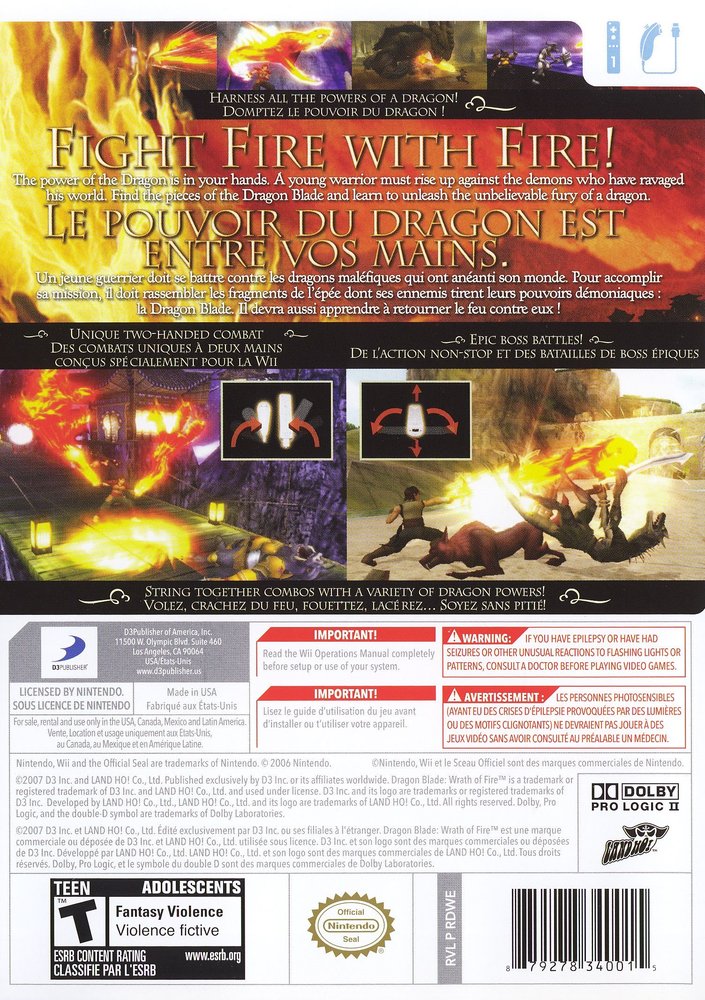 1
HARNESS ALL THE POWERS OF A DRAGON!
DOMPTEZ LE POUVOIR DU DRAGON !
FIGHT FIRE WITH FIRE!
The power of the Dragon is in your hands. A young warrior must rise up against the demons who have ravaged
his world. Find the pieces of the Dragon Blade and learn to unleash the unbelievable fury of a dragon.
LE POUVOIR DU DRAGON EST
ENTRE VOS MAINS.
Un jeune guerrier doit se battre contre les dragons maléfiques qui ont anéanti son monde. Pour accomplir
sa mission, il doit rassembler les fragments de l'épée dont ses ennemis tirent leurs pouvoirs démoniaques :
la Dragon Blade. Il devra aussi apprendre à retourner le feu contre eux !
UNIQUE TWO-HANDED COMBAT
DES COMBATS UNIQUES À DEUX MAINS
CONÇUS SPÉCIALEMENT POUR LA WII
EPIC BOSS BATTLES!
DE L'ACTION NON-STOP ET DES BATAILLES DE BOSS ÉPIQUES
STRING TOGETHER COMBOS WITH A VARIETY OF DRAGON POWERS!
VOLEZ, CRACHEZ DU FEU, FOUETTEZ, LACÉREZ... SOYEZ SANS PITIÉ!
D3PUBLISHER
D3Publisher of America, Inc.
11500 W. Olympic Blvd. Suite 460
Los Angeles, CA 90064
USA/États-Unis
www.d3publisher.us
LICENSED BY NINTENDO.
SOUS LICENCE DE NINTENDO
Made in USA
Fabriqué aux États-Unis
For sale, rental and use only in the USA, Canada, Mexico and Latin America.
Vente, Location et usage uniquement aux États-Unis,
au Canada, au Mexique et en Amérique Latine.
IMPORTANT!
Read the Wii Operations Manual completely
before setup or use of your system.
IMPORTANT!
Lisez le guide d'utilisation du jeu avant
d'installer ou t'utiliser votre appareil.
WARNING: IF YOU HAVE EPILEPSY OR HAVE HAD
SEIZURES OR OTHER UNUSUAL REACTIONS TO FLASHING LIGHTS OR
PATTERNS, CONSULT A DOCTOR BEFORE PLAYING VIDEO GAMES.
AVERTISSEMENT : LES PERSONNES PHOTOSENSIBLES
(AYANT EU DES CRISES D'ÉPILEPSIE PROVOQUÉES PAR DES LUMIÈRES
OU DES MOTIFS CLIGNOTANTS) NE DEVRAIENT PAS JOUER À DES
JEUX VIDÉO SANS AVOIR CONSULTÉ AU PRÉALABLE UN MÉDECIN.
Nintendo, Wii and the Official Seal are trademarks of Nintendo. © 2006 Nintendo.
©Nintendo, Wii et le Sceau Officiel sont des marques commerciales de Nintendo.
©2007 D3 Inc. and LAND HO! Co., Ltd. Published exclusively by D3 Inc. or its affiliates worldwide. Dragon Blade: Wrath of Fire™ is a trademark or
registered trademark of D3 Inc. and LAND HO! Co., Ltd. and used under license. D3 Inc. and its logo are trademarks or registered trademarks of
D3 Inc. Developed by LAND HO! Co., Ltd., LAND HO! Co., Ltd. and its logo are trademarks of LAND HO! Co., Ltd. All rights reserved. Dolby, Pro
Logic, and the double-D symbol are trademarks of Dolby Laboratories.
©2007 D3 Inc. et LAND HO! Co., Ltd. Édité exclusivement par D3 Inc. ou ses filiales à l'étranger. Dragon Blade: Wrath of Fire™ est une marque
commerciale ou déposée de D3 Inc. et LAND HO! Co., Ltd. utilisée sous licence. D3 Inc. et son logo sont des marques commerciales ou déposées
de D3 Inc. Développé par LAND HO! Co., Ltd. LAND HO! Co., Ltd. et son logo sont des marques commerciales de LAND HO! Co., Ltd. Tous droits
réservés. Dolby, Pro Logic, et le symbole du double D sont des marques commerciales de Dolby Laboratories.
DOLBY
PRO LOGIC II
LAND HO!
TEEN ADOLESCENTS
T
™
Fantasy Violence
Violence fictive
ESRB CONTENT RATING www.esrb.org
CLASSIFIÉ PAR L'ESRB
Official
Nintendo
Seal
RVL P RDWE
8 79278 34001 5